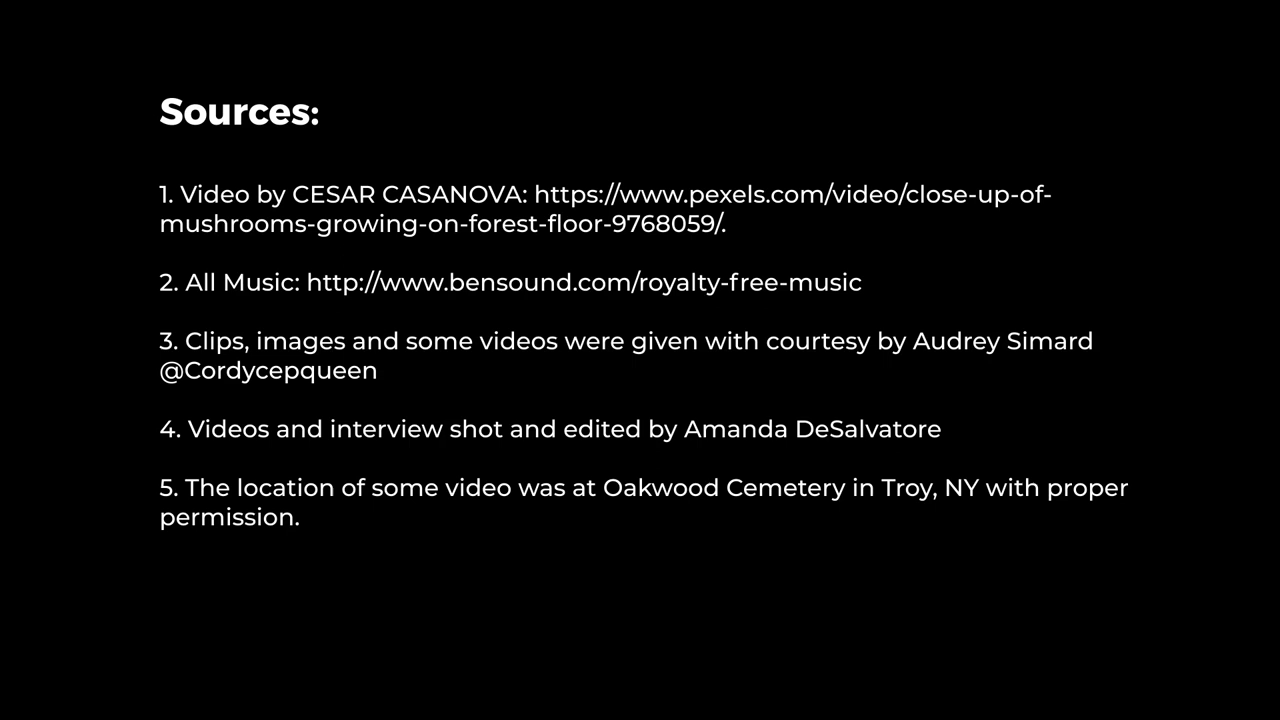 Sources:
1. Video by CESAR CASANOVA: https://www.pexels.com/video/close-up-of-
mushrooms-growing-on-forest-floor-9768059/.
2. All Music: http://www.bensound.com/royalty-free-music
3. Clips, images and some videos were given with courtesy by Audrey Simard
@Cordycepqueen
4. Videos and interview shot and edited by Amanda DeSalvatore
5. The location of some video was at Oakwood Cemetery in Troy, NY with proper
permission.